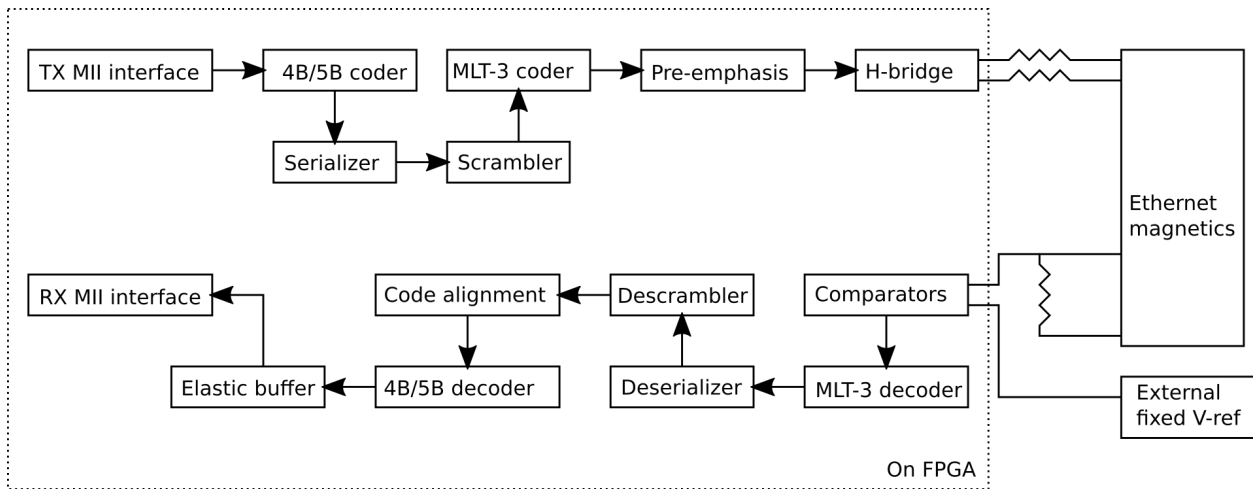 TX MII interface
4B/5B coder
MLT-3 coder
Pre-emphasis
H-bridge
Serializer
Scrambler
Ethernet
magnetics
RX MII interface
Code alignment
Descrambler
Comparators
Elastic buffer
4B/5B decoder
Deserializer
MLT-3 decoder
External
fixed V-ref
On FPGA